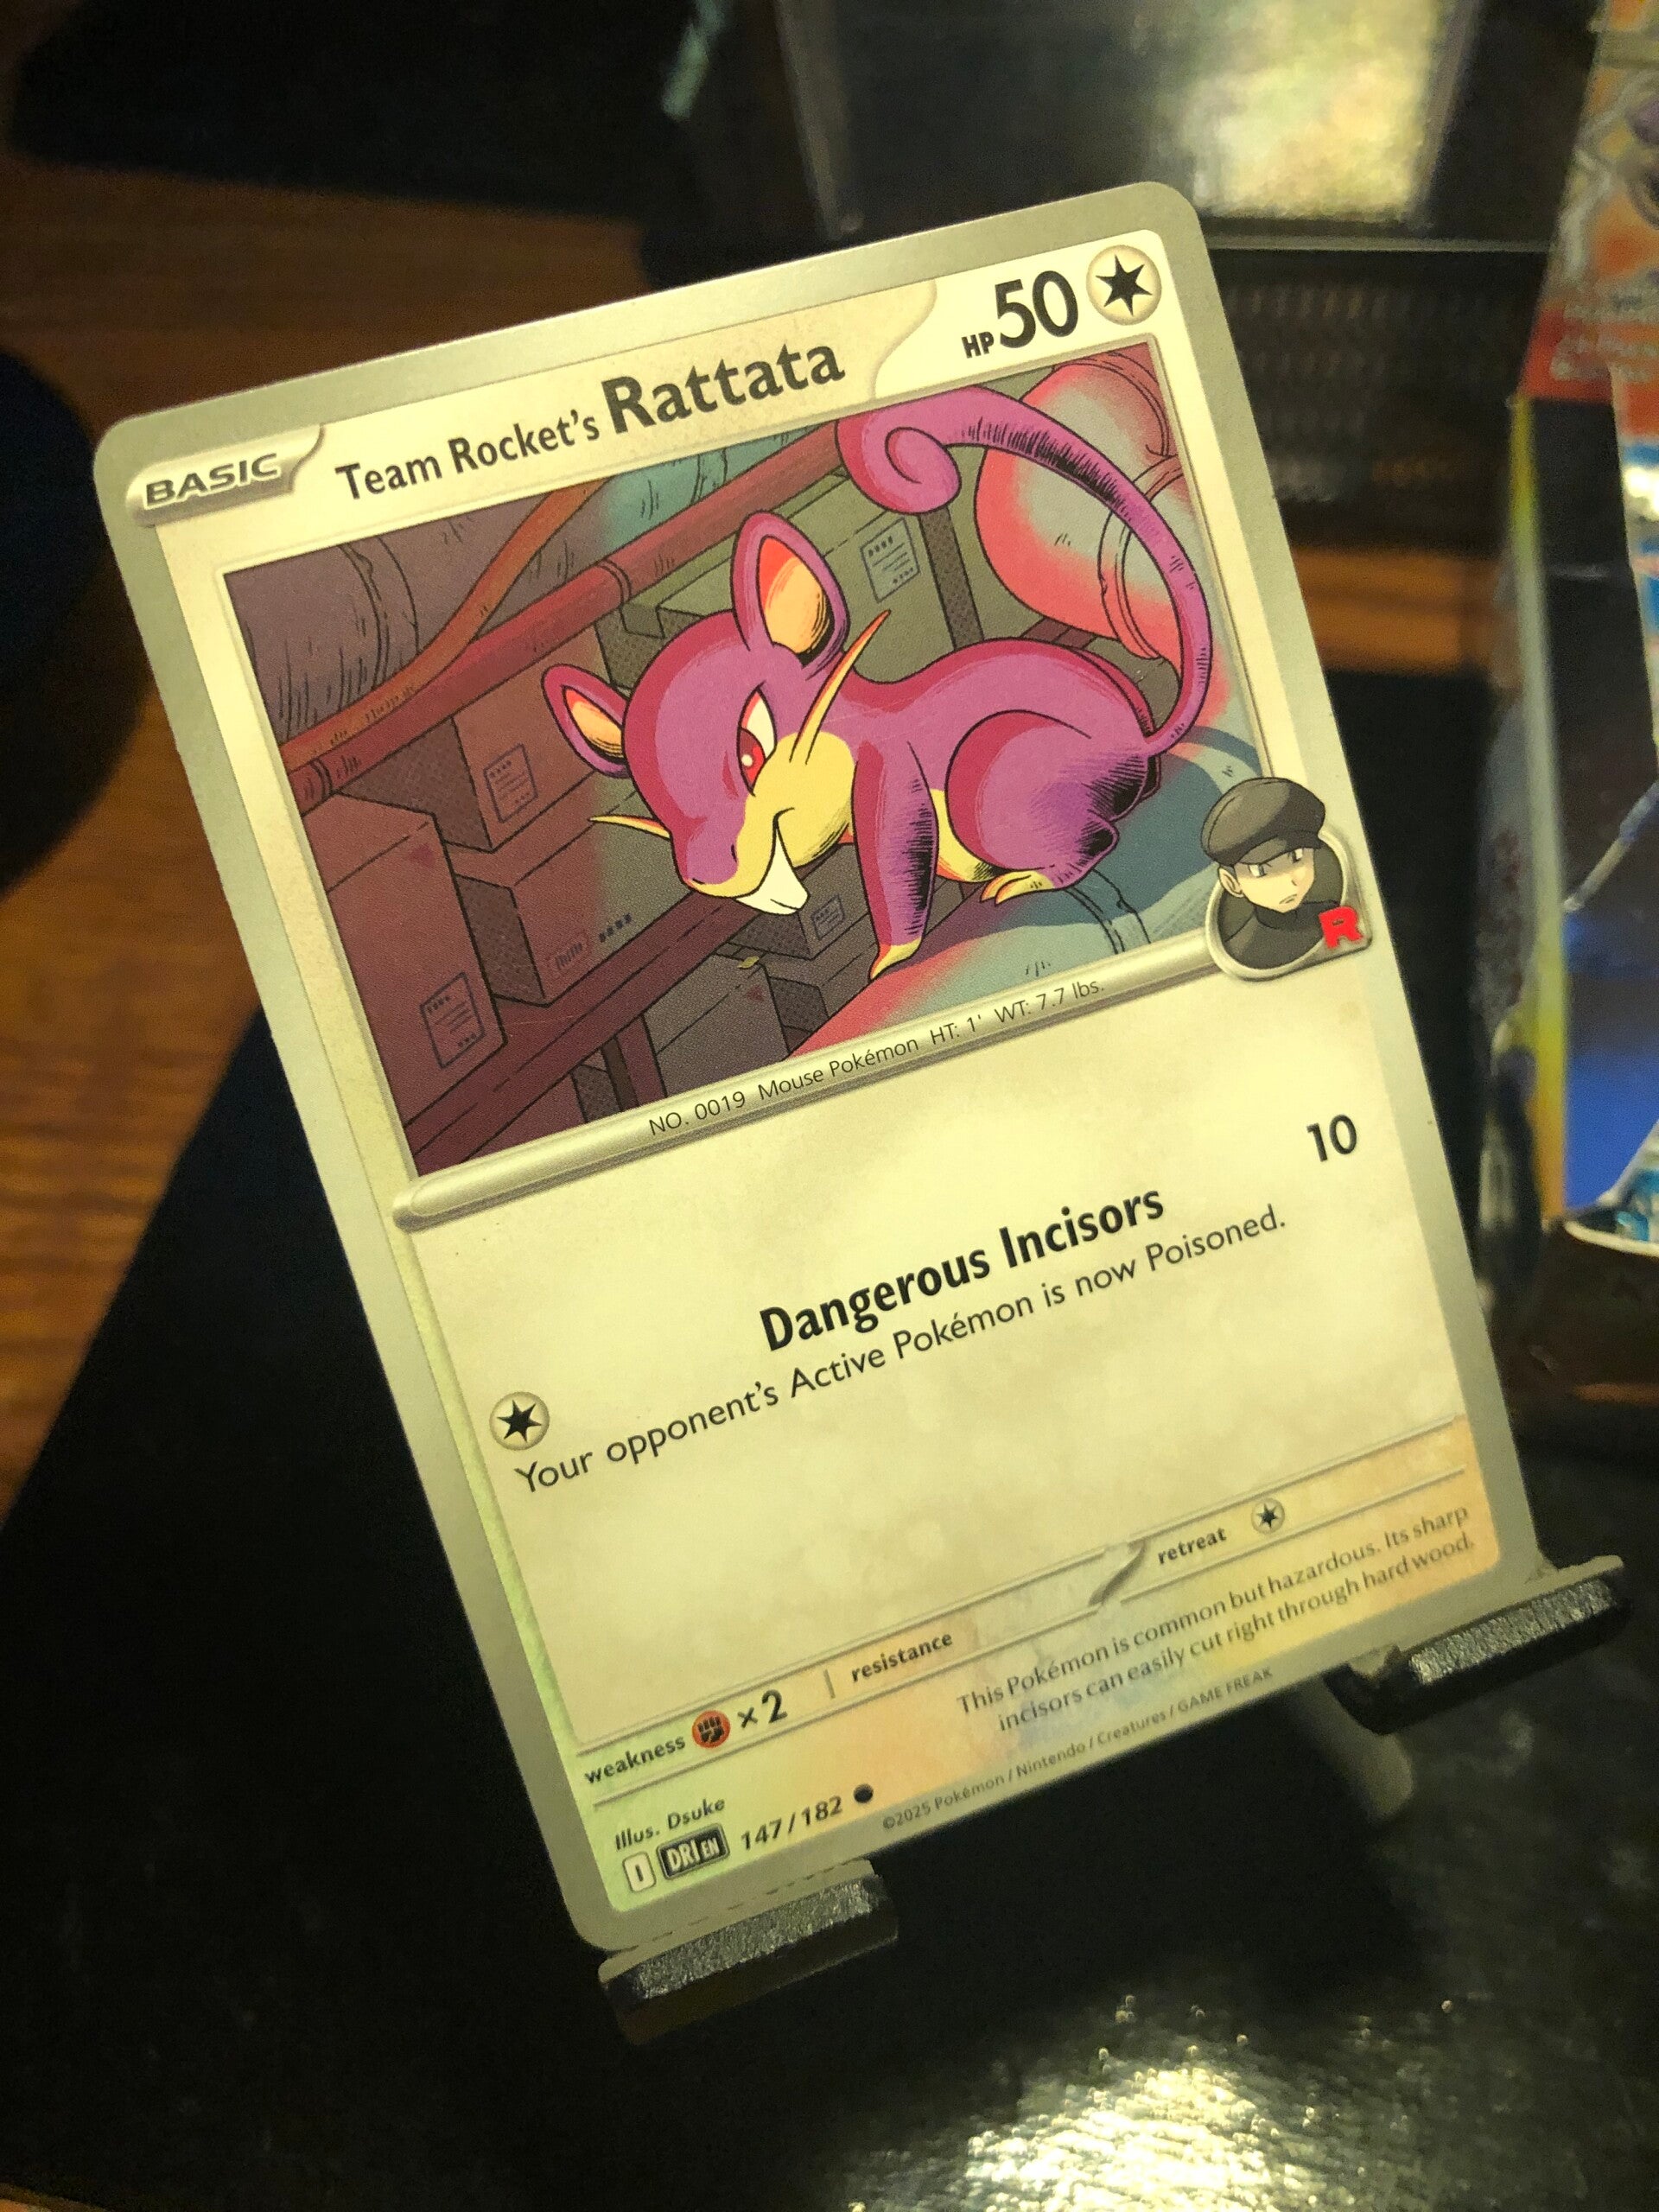 BASIC
Team Rocket's Rattata
HP 50
R
NO. 0019 Mouse Pokémon HT: 1' WT: 7.7 lbs.
Dangerous Incisors 10
Your opponent's Active Pokémon is now Poisoned.
weakness ×2 resistance retreat
This Pokémon is common but hazardous. Its sharp
incisors can easily cut right through hard wood.
Illus. Dsuke
I DRI EN 147/182
©2025 Pokémon / Nintendo / Creatures / GAME FREAK